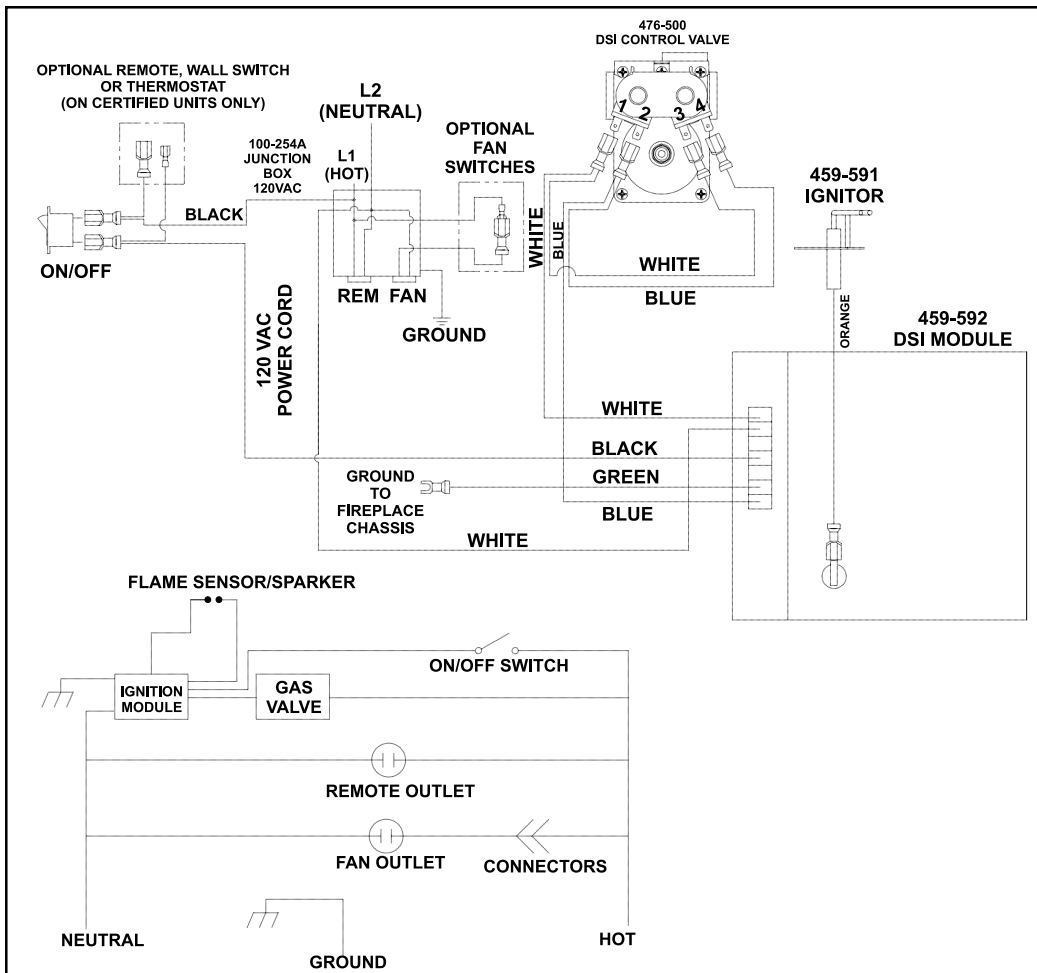 476-500
DSI CONTROL VALVE
OPTIONAL REMOTE, WALL SWITCH
OR THERMOSTAT
(ON CERTIFIED UNITS ONLY)
L2
(NEUTRAL)
OPTIONAL
FAN
SWITCHES
100-254A
JUNCTION
BOX
120VAC
L1
(HOT)
1
2
3
4
459-591
IGNITOR
BLACK
ON/OFF
WHITE
BLUE
WHITE
BLUE
REM
FAN
GROUND
120 VAC
POWER CORD
ORANGE
459-592
DSI MODULE
WHITE
BLACK
GREEN
GROUND
TO
FIREPLACE
CHASSIS
BLUE
WHITE
FLAME SENSOR/SPARKER
ON/OFF SWITCH
IGNITION
MODULE
GAS
VALVE
REMOTE OUTLET
FAN OUTLET
CONNECTORS
NEUTRAL
HOT
GROUND